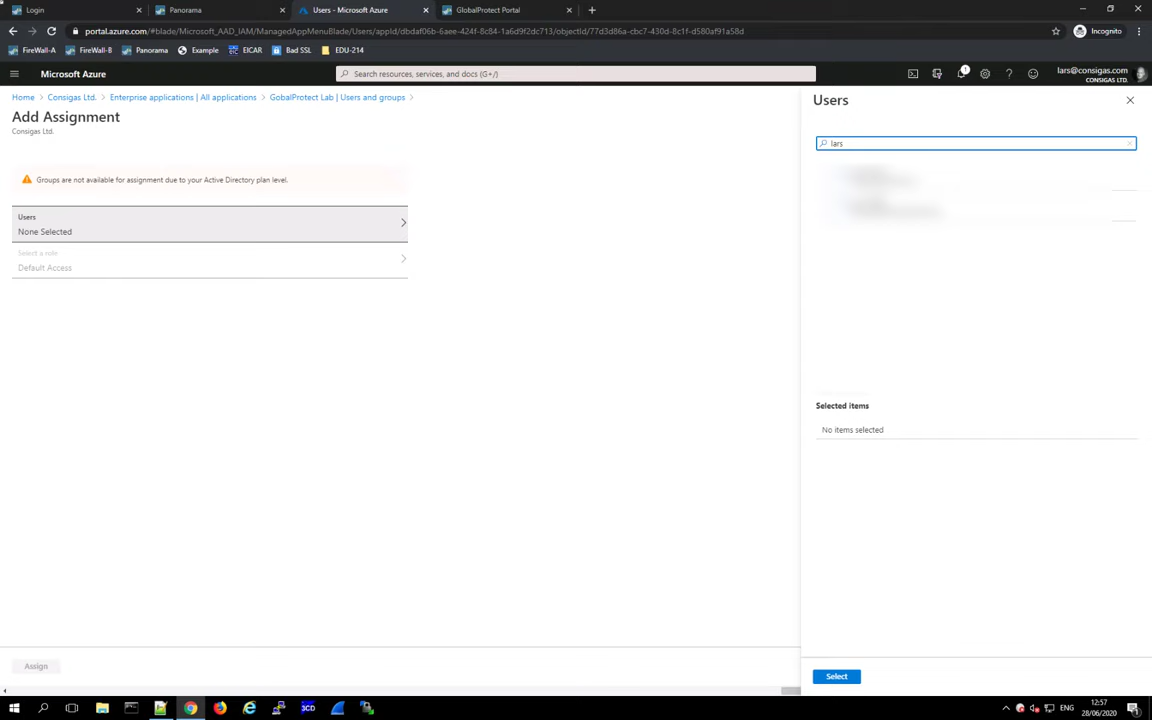 Login
Panorama
Users - Microsoft Azure
GlobalProtect Portal
portal.azure.com/#blade/Microsoft_AAD_IAM/ManagedAppMenuBlade/Users/appId/dbdaf06b-6aee-424f-8c84-1a6d9f2dc713/objectId/77d3d86a-cbc7-430d-8c1f-d580af91a58d
Incognito
FireWall-A
FireWall-B
Panorama
Example
EICAR
Bad SSL
EDU-214
Microsoft Azure
Search resources, services, and docs (G+/)
1
lars@consigas.com
CONSIGAS LTD.
Home > Consigas Ltd. > Enterprise applications | All applications > GobalProtect Lab | Users and groups >
Add Assignment
Consigas Ltd.
Groups are not available for assignment due to your Active Directory plan level.
Users
None Selected
Select a role
Default Access
Assign
Users
lars
Selected items
No items selected
Select
3CD
ENG
12:57
28/06/2020